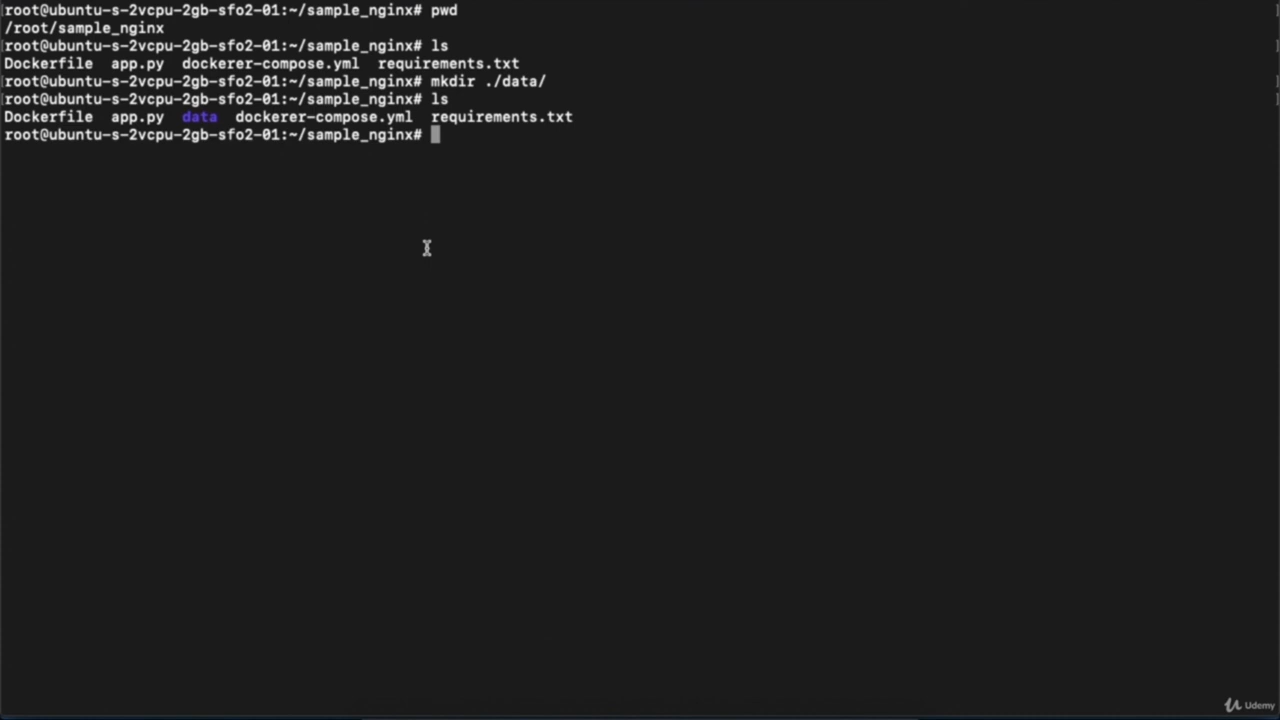 root@ubuntu-s-2vcpu-2gb-sfo2-01:~/sample_nginx# pwd
/root/sample_nginx
root@ubuntu-s-2vcpu-2gb-sfo2-01:~/sample_nginx# ls
Dockerfile  app.py  dockerer-compose.yml  requirements.txt
root@ubuntu-s-2vcpu-2gb-sfo2-01:~/sample_nginx# mkdir ./data/
root@ubuntu-s-2vcpu-2gb-sfo2-01:~/sample_nginx# ls
Dockerfile  app.py  data  dockerer-compose.yml  requirements.txt
root@ubuntu-s-2vcpu-2gb-sfo2-01:~/sample_nginx#
Udemy